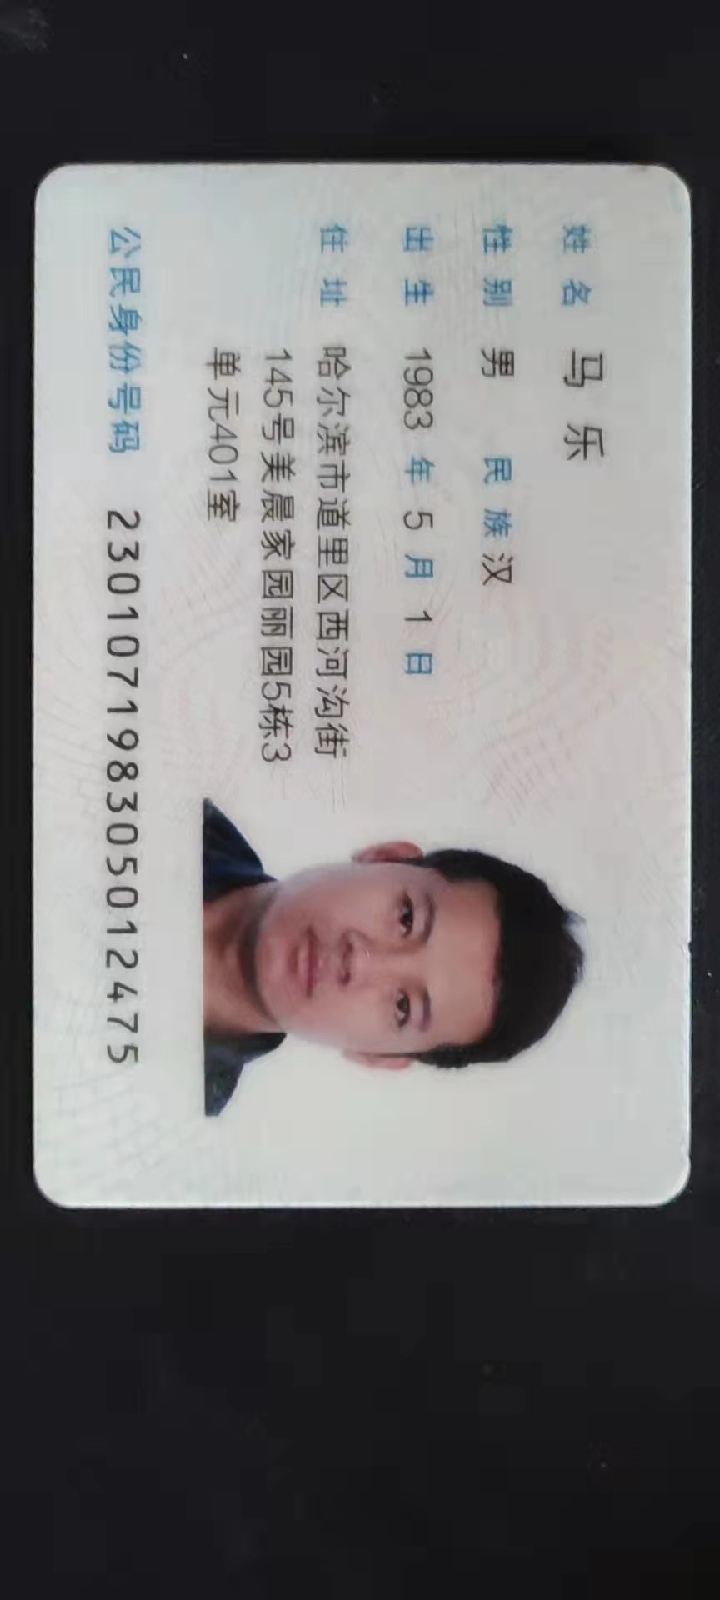 姓名 马乐
性别 男 民族 汉
出生 1983 年 5 月 1 日
住址 哈尔滨市道里区西河沟街
145号美晨家园丽园5栋3
单元401室
公民身份号码 230107198305012475